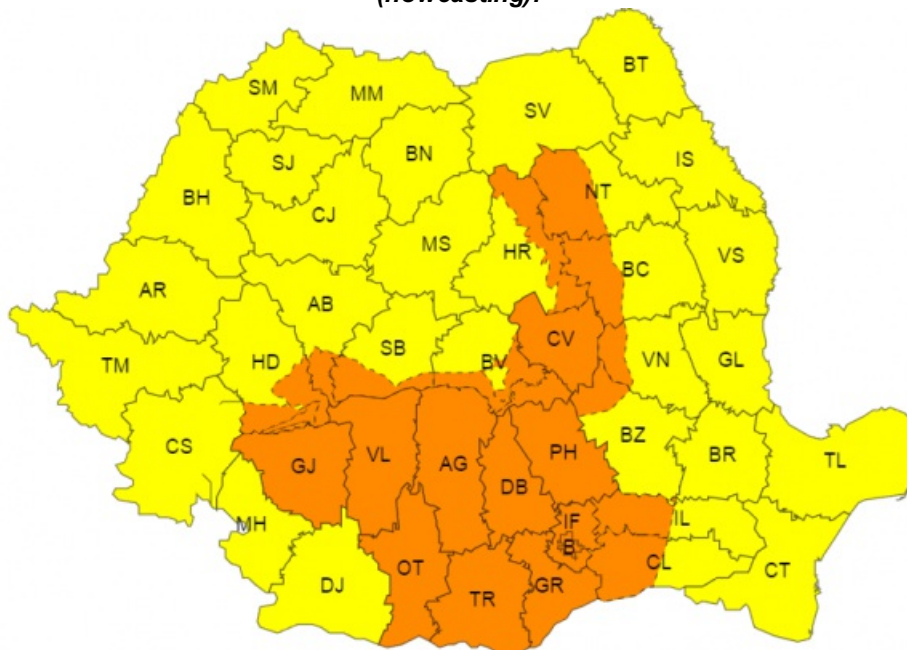 (nowcasting).
BT
SM
MM
SV
BN
IS
SJ
NT
BH
CJ
MS
HR
VS
BC
AR
AB
CV
SB
HD
BV
TM
VN
GL
BZ
CS
PH
BR
TL
VL
AG
GJ
DB
IF
IL
MH
B
CL
OT
CT
DJ
GR
TR